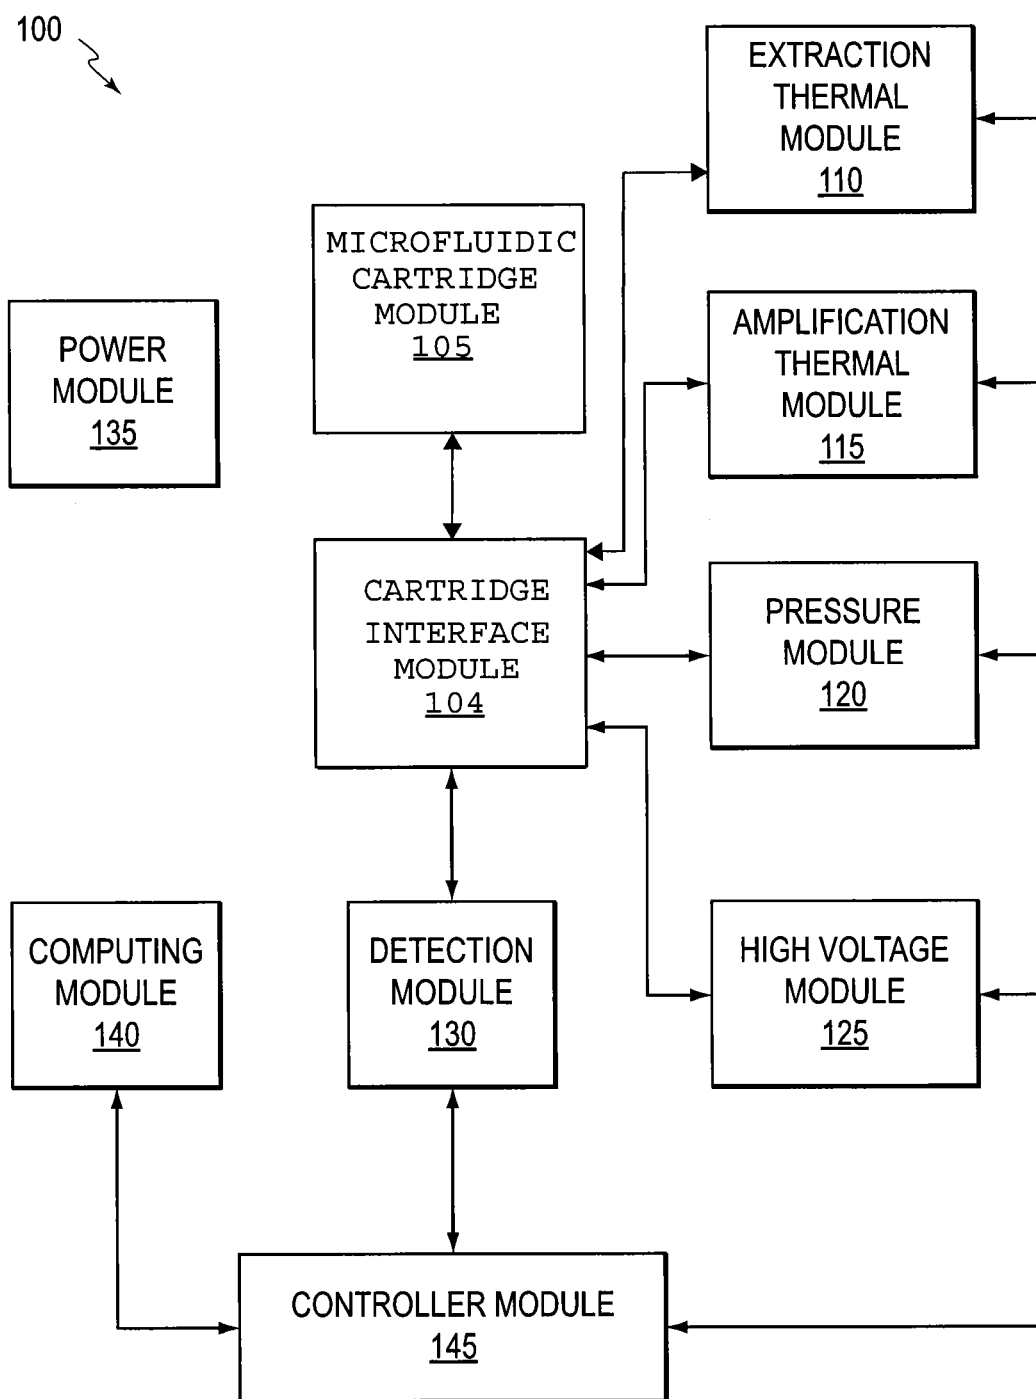 100
EXTRACTION
THERMAL
MODULE
110
MICROFLUIDIC
CARTRIDGE
MODULE
105
POWER
MODULE
135
AMPLIFICATION
THERMAL
MODULE
115
CARTRIDGE
INTERFACE
MODULE
104
PRESSURE
MODULE
120
COMPUTING
MODULE
140
DETECTION
MODULE
130
HIGH VOLTAGE
MODULE
125
CONTROLLER MODULE
145